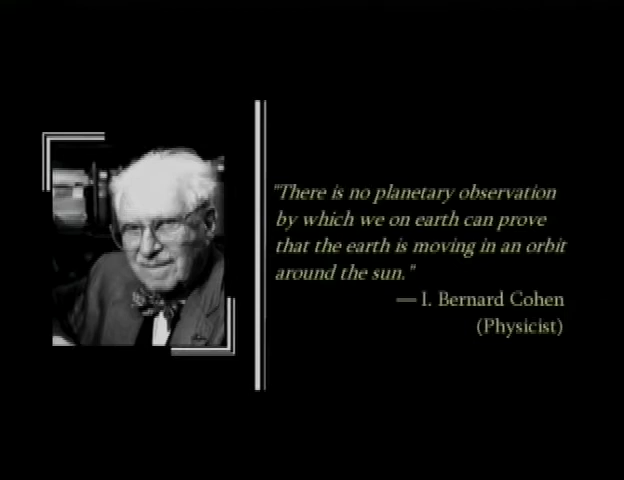 "There is no planetary observation
by which we on earth can prove
that the earth is moving in an orbit
around the sun."
— I. Bernard Cohen
(Physicist)